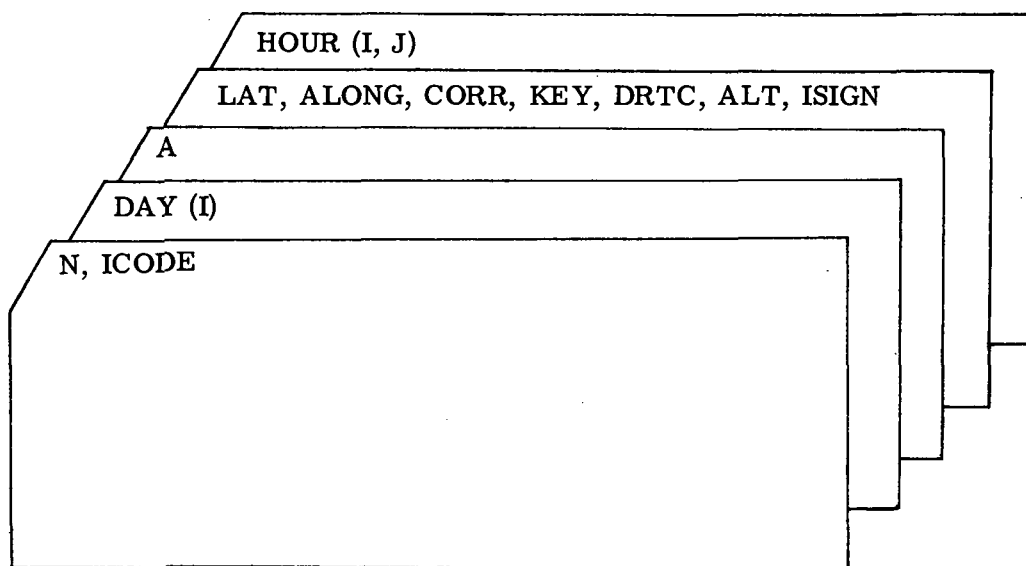 HOUR (I, J)
LAT, ALONG, CORR, KEY, DRTC, ALT, ISIGN
A
DAY (I)
N, ICODE